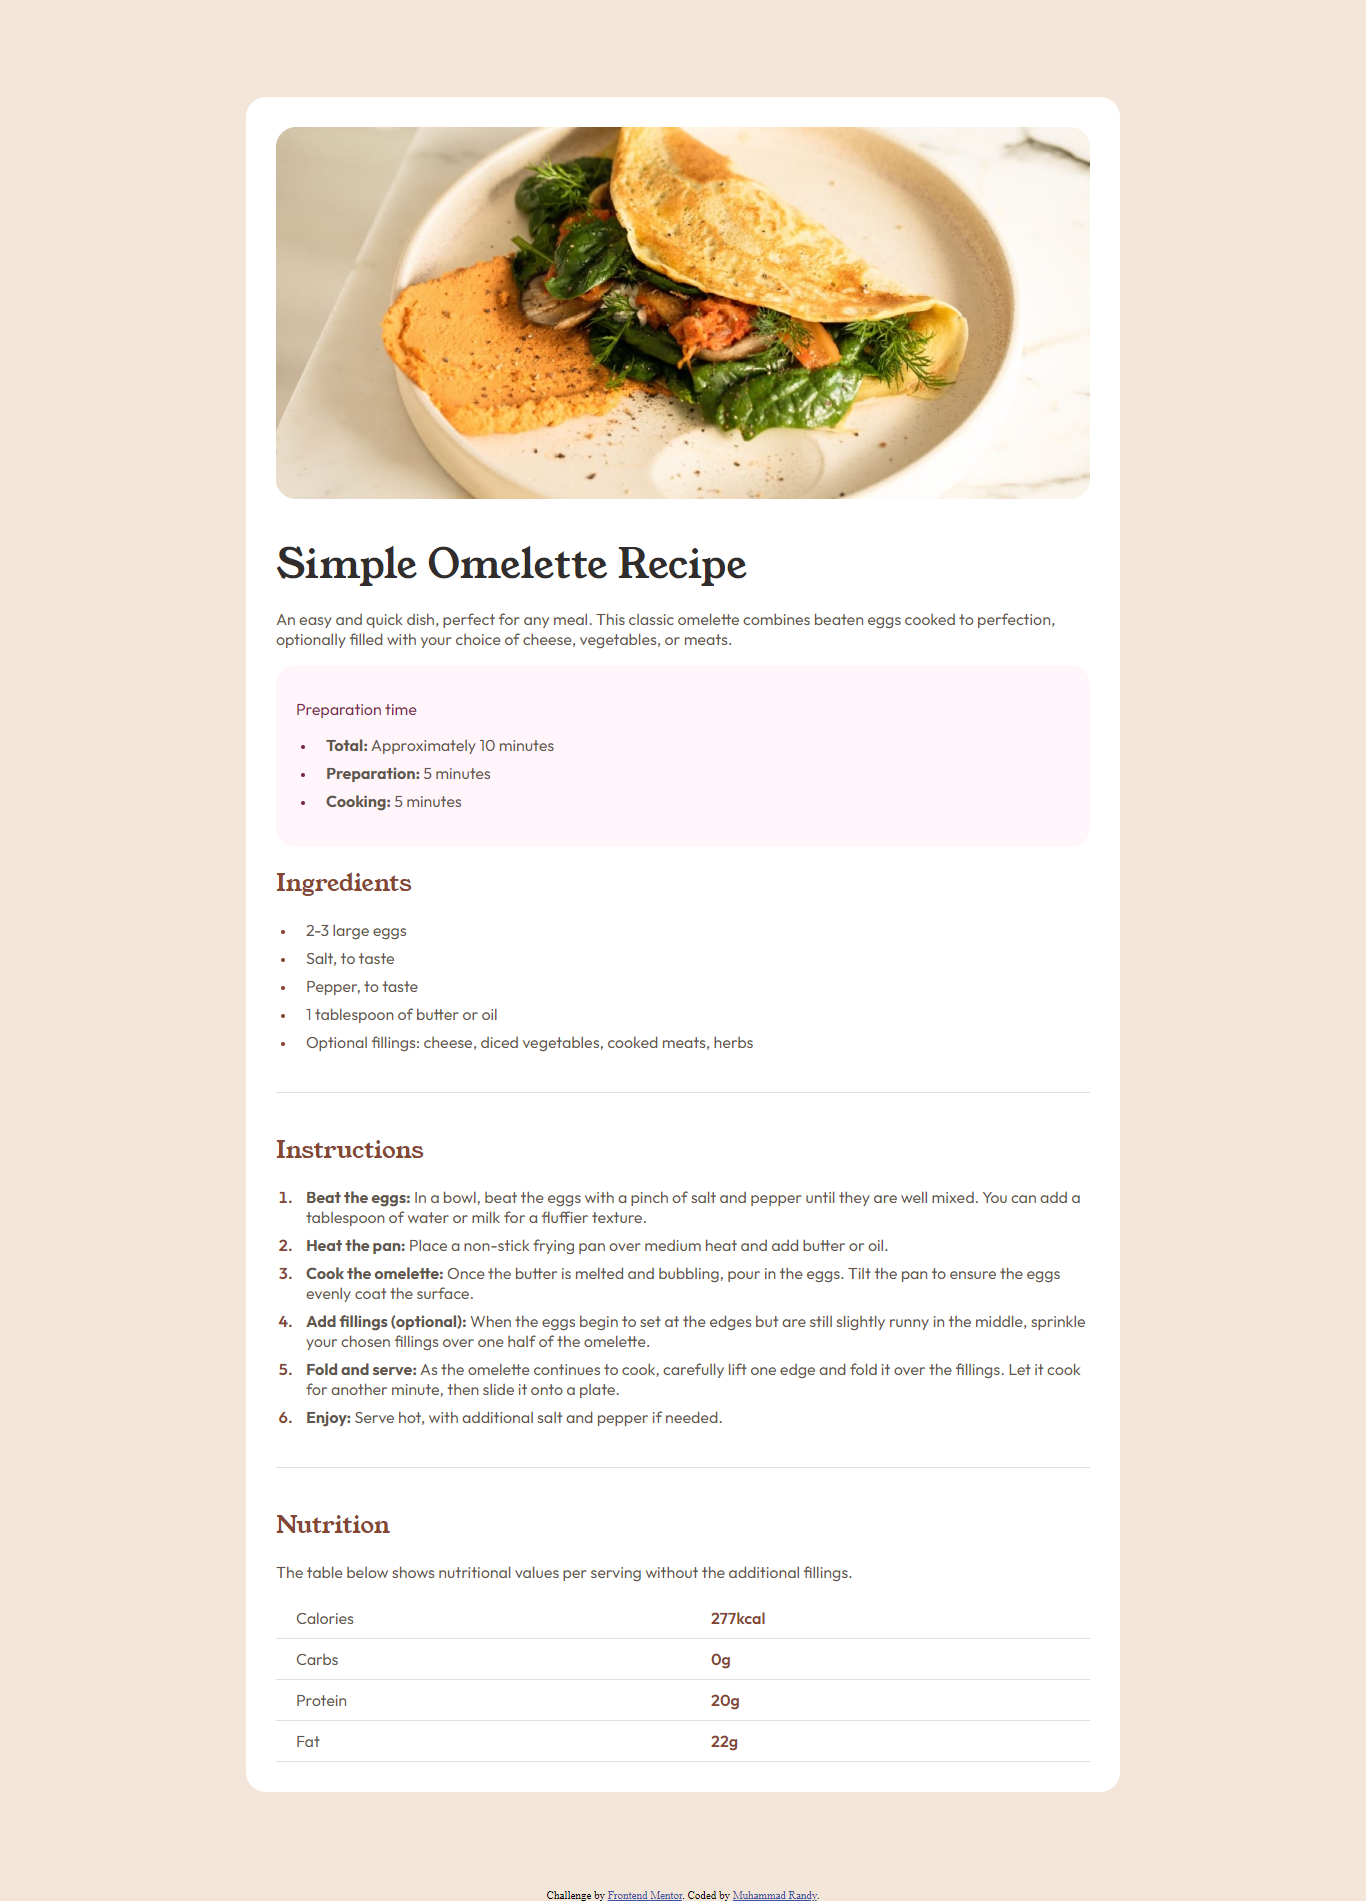 Simple Omelette Recipe
An easy and quick dish, perfect for any meal. This classic omelette combines beaten eggs cooked to perfection,
optionally filled with your choice of cheese, vegetables, or meats.
Preparation time
• Total: Approximately 10 minutes
• Preparation: 5 minutes
• Cooking: 5 minutes
Ingredients
• 2-3 large eggs
• Salt, to taste
• Pepper, to taste
• 1 tablespoon of butter or oil
• Optional fillings: cheese, diced vegetables, cooked meats, herbs
Instructions
1. Beat the eggs: In a bowl, beat the eggs with a pinch of salt and pepper until they are well mixed. You can add a
tablespoon of water or milk for a fluffier texture.
2. Heat the pan: Place a non-stick frying pan over medium heat and add butter or oil.
3. Cook the omelette: Once the butter is melted and bubbling, pour in the eggs. Tilt the pan to ensure the eggs
evenly coat the surface.
4. Add fillings (optional): When the eggs begin to set at the edges but are still slightly runny in the middle, sprinkle
your chosen fillings over one half of the omelette.
5. Fold and serve: As the omelette continues to cook, carefully lift one edge and fold it over the fillings. Let it cook
for another minute, then slide it onto a plate.
6. Enjoy: Serve hot, with additional salt and pepper if needed.
Nutrition
The table below shows nutritional values per serving without the additional fillings.
Calories 277kcal
Carbs 0g
Protein 20g
Fat 22g
Challenge by Frontend Mentor. Coded by Muhammad Randy.